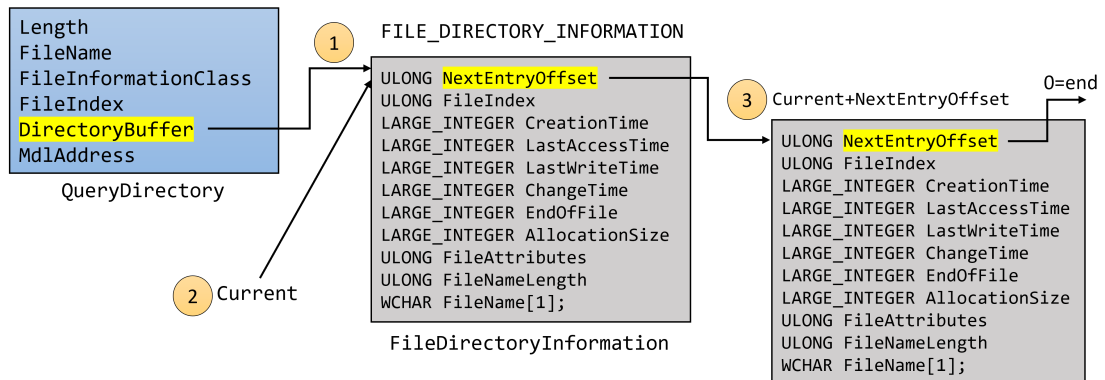 Length
FileName
FileInformationClass
FileIndex
DirectoryBuffer
MdlAddress
QueryDirectory
1
2
Current
FILE_DIRECTORY_INFORMATION
ULONG NextEntryOffset
ULONG FileIndex
LARGE_INTEGER CreationTime
LARGE_INTEGER LastAccessTime
LARGE_INTEGER LastWriteTime
LARGE_INTEGER ChangeTime
LARGE_INTEGER EndOfFile
LARGE_INTEGER AllocationSize
ULONG FileAttributes
ULONG FileNameLength
WCHAR FileName[1];
FileDirectoryInformation
3
Current+NextEntryOffset
0=end
ULONG NextEntryOffset
ULONG FileIndex
LARGE_INTEGER CreationTime
LARGE_INTEGER LastAccessTime
LARGE_INTEGER LastWriteTime
LARGE_INTEGER ChangeTime
LARGE_INTEGER EndOfFile
LARGE_INTEGER AllocationSize
ULONG FileAttributes
ULONG FileNameLength
WCHAR FileName[1];